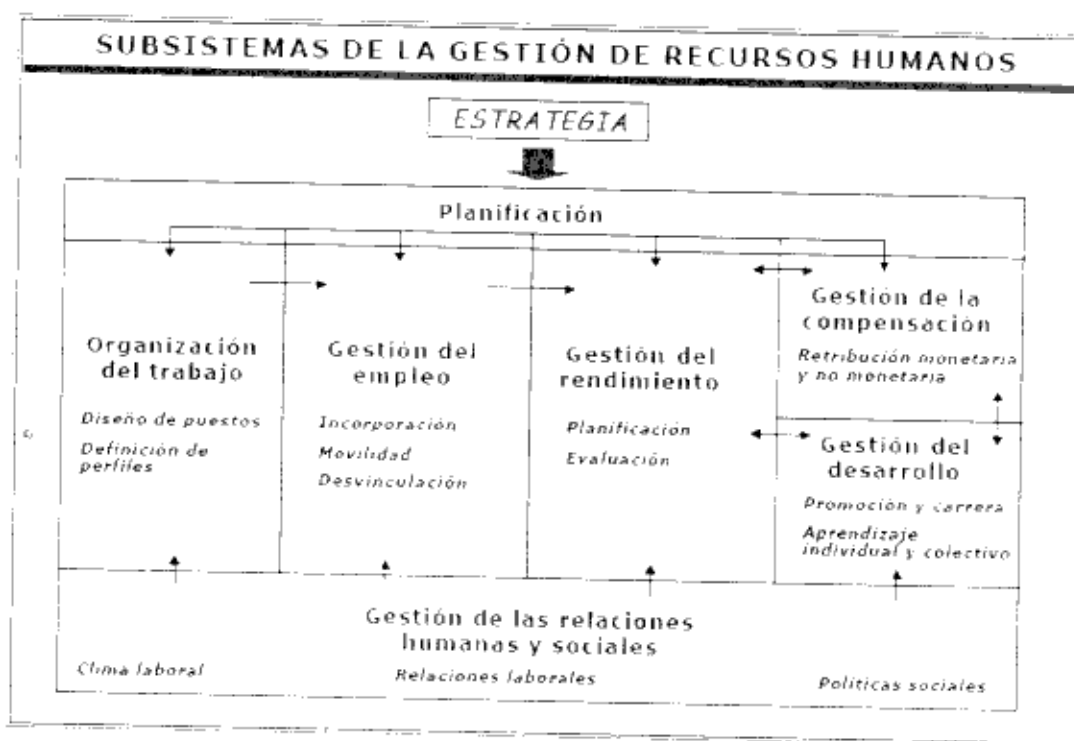 SUBSISTEMAS DE LA GESTIÓN DE RECURSOS HUMANOS
ESTRATEGIA
Planificación
Organización
del trabajo
Diseño de puestos
Definición de
perfiles
Gestión del
empleo
Incorporación
Movilidad
Desvinculación
Gestión del
rendimiento
Planificación
Evaluación
Gestión de la
compensación
Retribución monetaria
y no monetaria
Gestión del
desarrollo
Promoción y carrera
Aprendizaje
individual y colectivo
Gestión de las relaciones
humanas y sociales
Clima laboral
Relaciones laborales
Políticas sociales